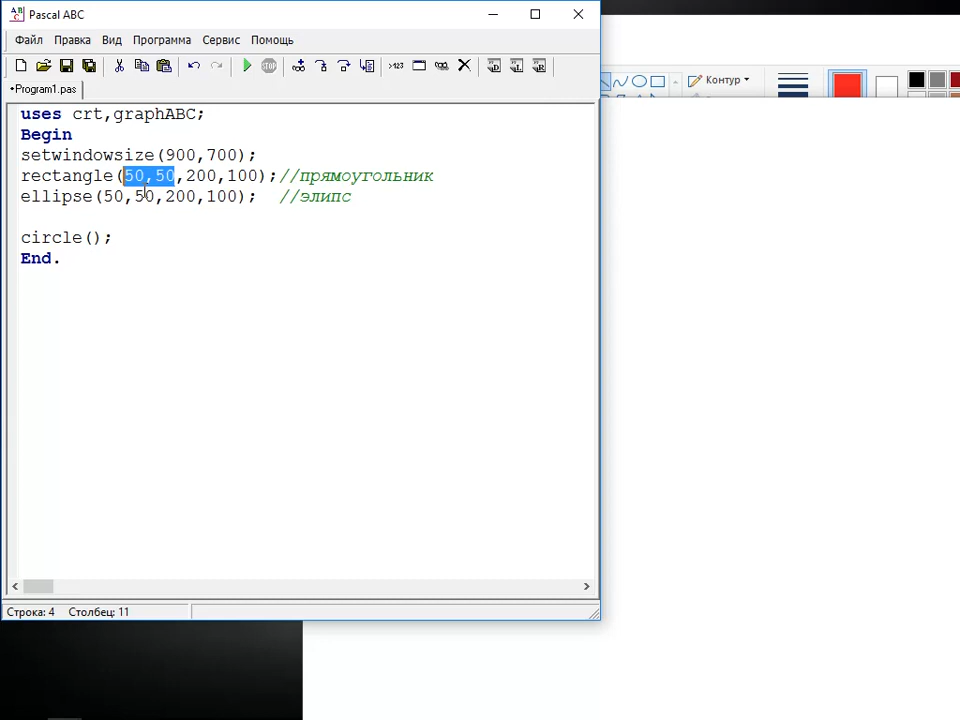 Pascal ABC
Файл Правка Вид Программа Сервис Помощь
Контур
•Program1.pas
uses crt,graphABC;
Begin
setwindowsize(900,700);
rectangle(50,50,200,100);//прямоугольник
ellipse(50,50,200,100); //элипс
circle();
End.
Строка: 4 Столбец: 11